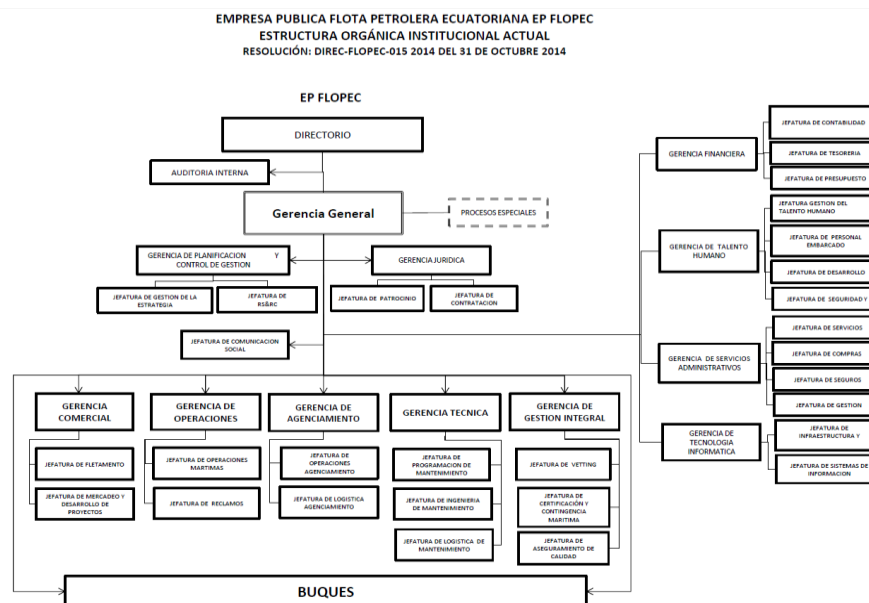 EMPRESA PUBLICA FLOTA PETROLERA ECUATORIANA EP FLOPEC
ESTRUCTURA ORGÁNICA INSTITUCIONAL ACTUAL
RESOLUCIÓN: DIREC-FLOPEC-015 2014 DEL 31 DE OCTUBRE 2014
EP FLOPEC
DIRECTORIO
AUDITORIA INTERNA
Gerencia General
PROCESOS ESPECIALES
GERENCIA DE PLANIFICACION Y
CONTROL DE GESTION
GERENCIA JURIDICA
JEFATURA DE GESTION DE LA
ESTRATEGIA
JEFATURA DE
RS&RC
JEFATURA DE PATROCINIO
JEFATURA DE
CONTRATACION
JEFATURA DE COMUNICACION
SOCIAL
GERENCIA FINANCIERA
JEFATURA DE CONTABILIDAD
JEFATURA DE TESORERIA
JEFATURA DE PRESUPUESTO
GERENCIA DE TALENTO
HUMANO
JEFATURA GESTION DEL
TALENTO HUMANO
JEFATURA DE PERSONAL
EMBARCADO
JEFATURA DE DESARROLLO
JEFATURA DE SEGURIDAD Y
GERENCIA DE SERVICIOS
ADMINISTRATIVOS
JEFATURA DE SERVICIOS
JEFATURA DE COMPRAS
JEFATURA DE SEGUROS
JEFATURA DE GESTION
GERENCIA DE
TECNOLOGIA
INFORMATICA
JEFATURA DE
INFRAESTRUCTURA Y
JEFATURA DE SISTEMAS DE
INFORMACION
GERENCIA
COMERCIAL
JEFATURA DE FLETAMENTO
JEFATURA DE MERCADEO Y
DESARROLLO DE
PROYECTOS
GERENCIA DE
OPERACIONES
JEFATURA DE OPERACIONES
MARTIMAS
JEFATURA DE RECLAMOS
GERENCIA DE
AGENCIAMIENTO
JEFATURA DE
OPERACIONES
AGENCIAMIENTO
JEFATURA DE LOGISTICA
AGENCIAMIENTO
GERENCIA TECNICA
JEFATURA DE
PROGRAMACION DE
MANTENIMIENTO
JEFATURA DE INGENIERIA
DE MANTENIMIENTO
JEFATURA DE LOGISTICA DE
MANTENIMIENTO
GERENCIA DE
GESTION INTEGRAL
JEFATURA DE VETTING
JEFATURA DE
CERTIFICACIÓN Y
CONTINGENCIA
MARITIMA
JEFATURA DE
ASEGURAMIENTO DE
CALIDAD
BUQUES